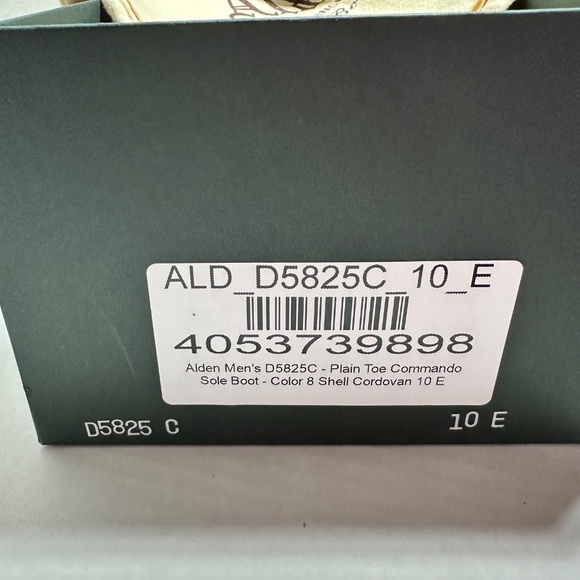 ALD_D5825C_10_E
4053739898
Alden Men's D5825C - Plain Toe Commando
Sole Boot - Color 8 Shell Cordovan 10 E
D5825 C
10 E